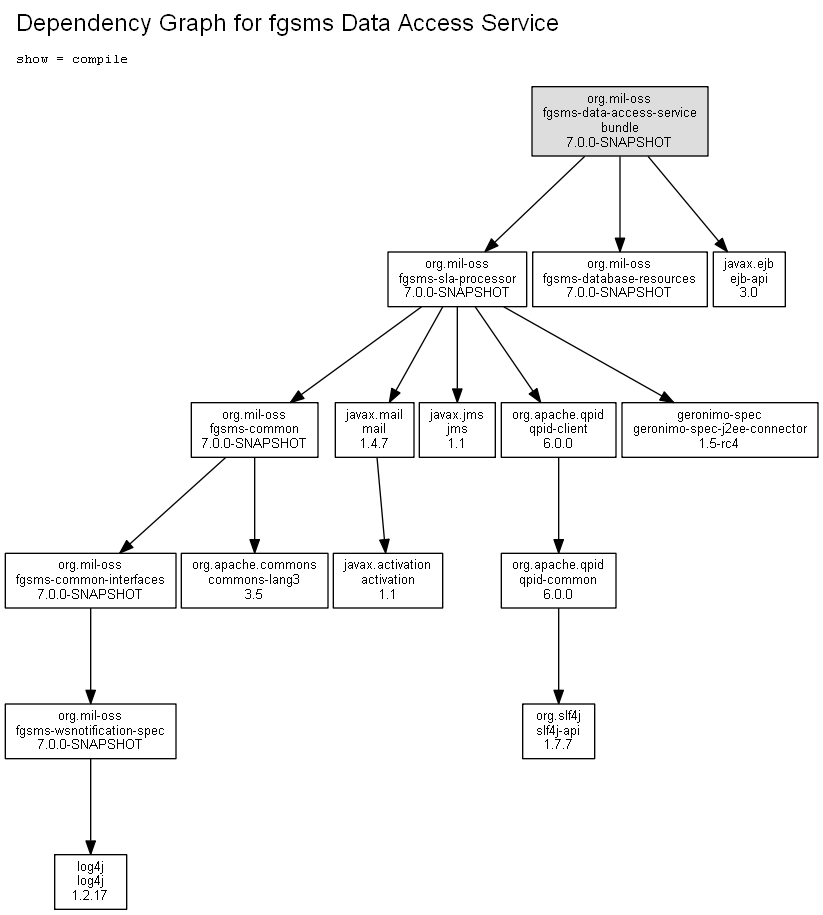 Dependency Graph for fgsms Data Access Service
show = compile
org.mil-oss
fgsms-data-access-service
bundle
7.0.0-SNAPSHOT
org.mil-oss
fgsms-sla-processor
7.0.0-SNAPSHOT
org.mil-oss
fgsms-database-resources
7.0.0-SNAPSHOT
javax.ejb
ejb-api
3.0
org.mil-oss
fgsms-common
7.0.0-SNAPSHOT
javax.mail
mail
1.4.7
javax.jms
jms
1.1
org.apache.qpid
qpid-client
6.0.0
geronimo-spec
geronimo-spec-j2ee-connector
1.5-rc4
org.mil-oss
fgsms-common-interfaces
7.0.0-SNAPSHOT
org.apache.commons
commons-lang3
3.5
javax.activation
activation
1.1
org.apache.qpid
qpid-common
6.0.0
org.mil-oss
fgsms-wsnotification-spec
7.0.0-SNAPSHOT
org.slf4j
slf4j-api
1.7.7
log4j
log4j
1.2.17